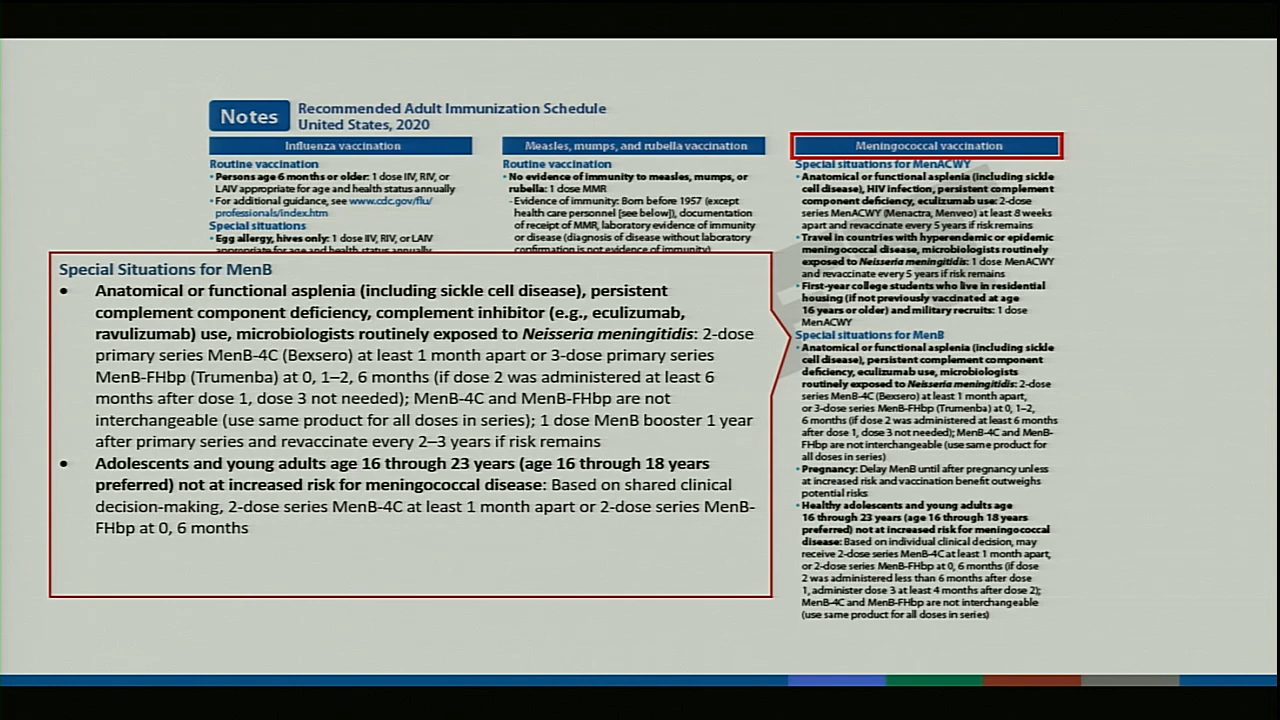 Notes
Recommended Adult Immunization Schedule
United States, 2020
Influenza vaccination
Routine vaccination
• Persons age 6 months or older: 1 dose IIV, RIV, or
LAIV appropriate for age and health status annually
• For additional guidance, see www.cdc.gov/flu/
professionals/index.htm
Special situations
• Egg allergy, hives only: 1 dose IIV, RIV, or LAIV
appropriate for age and health status annually
Measles, mumps, and rubella vaccination
Routine vaccination
• No evidence of immunity to measles, mumps, or
rubella: 1 dose MMR
- Evidence of immunity: Born before 1957 (except
health care personnel [see below]), documentation
of receipt of MMR, laboratory evidence of immunity
or disease (diagnosis of disease without laboratory
confirmation is not evidence of immunity)
Meningococcal vaccination
Special situations for MenACWY
• Anatomical or functional asplenia (including sickle
cell disease), HIV infection, persistent complement
component deficiency, eculizumab use: 2-dose
series MenACWY (Menactra, Menveo) at least 8 weeks
apart and revaccinate every 5 years if risk remains
• Travel in countries with hyperendemic or epidemic
meningococcal disease, microbiologists routinely
exposed to Neisseria meningitidis: 1 dose MenACWY
and revaccinate every 5 years if risk remains
• First-year college students who live in residential
housing (if not previously vaccinated at age
16 years or older) and military recruits: 1 dose
MenACWY
Special situations for MenB
• Anatomical or functional asplenia (including sickle
cell disease), persistent complement component
deficiency, eculizumab use, microbiologists
routinely exposed to Neisseria meningitidis: 2-dose
series MenB-4C (Bexsero) at least 1 month apart,
or 3-dose series MenB-FHbp (Trumenba) at 0, 1–2,
6 months (if dose 2 was administered at least 6 months
after dose 1, dose 3 not needed); MenB-4C and MenB-
FHbp are not interchangeable (use same product for
all doses in series)
• Pregnancy: Delay MenB until after pregnancy unless
at increased risk and vaccination benefit outweighs
potential risks
• Healthy adolescents and young adults age
16 through 23 years (age 16 through 18 years
preferred) not at increased risk for meningococcal
disease: Based on individual clinical decision, may
receive 2-dose series MenB-4C at least 1 month apart,
or 2-dose series MenB-FHbp at 0, 6 months (if dose
2 was administered less than 6 months after dose
1, administer dose 3 at least 4 months after dose 2);
MenB-4C and MenB-FHbp are not interchangeable
(use same product for all doses in series)
Special Situations for MenB
• Anatomical or functional asplenia (including sickle cell disease), persistent
complement component deficiency, complement inhibitor (e.g., eculizumab,
ravulizumab) use, microbiologists routinely exposed to Neisseria meningitidis: 2-dose
primary series MenB-4C (Bexsero) at least 1 month apart or 3-dose primary series
MenB-FHbp (Trumenba) at 0, 1–2, 6 months (if dose 2 was administered at least 6
months after dose 1, dose 3 not needed); MenB-4C and MenB-FHbp are not
interchangeable (use same product for all doses in series); 1 dose MenB booster 1 year
after primary series and revaccinate every 2–3 years if risk remains
• Adolescents and young adults age 16 through 23 years (age 16 through 18 years
preferred) not at increased risk for meningococcal disease: Based on shared clinical
decision-making, 2-dose series MenB-4C at least 1 month apart or 2-dose series MenB-
FHbp at 0, 6 months